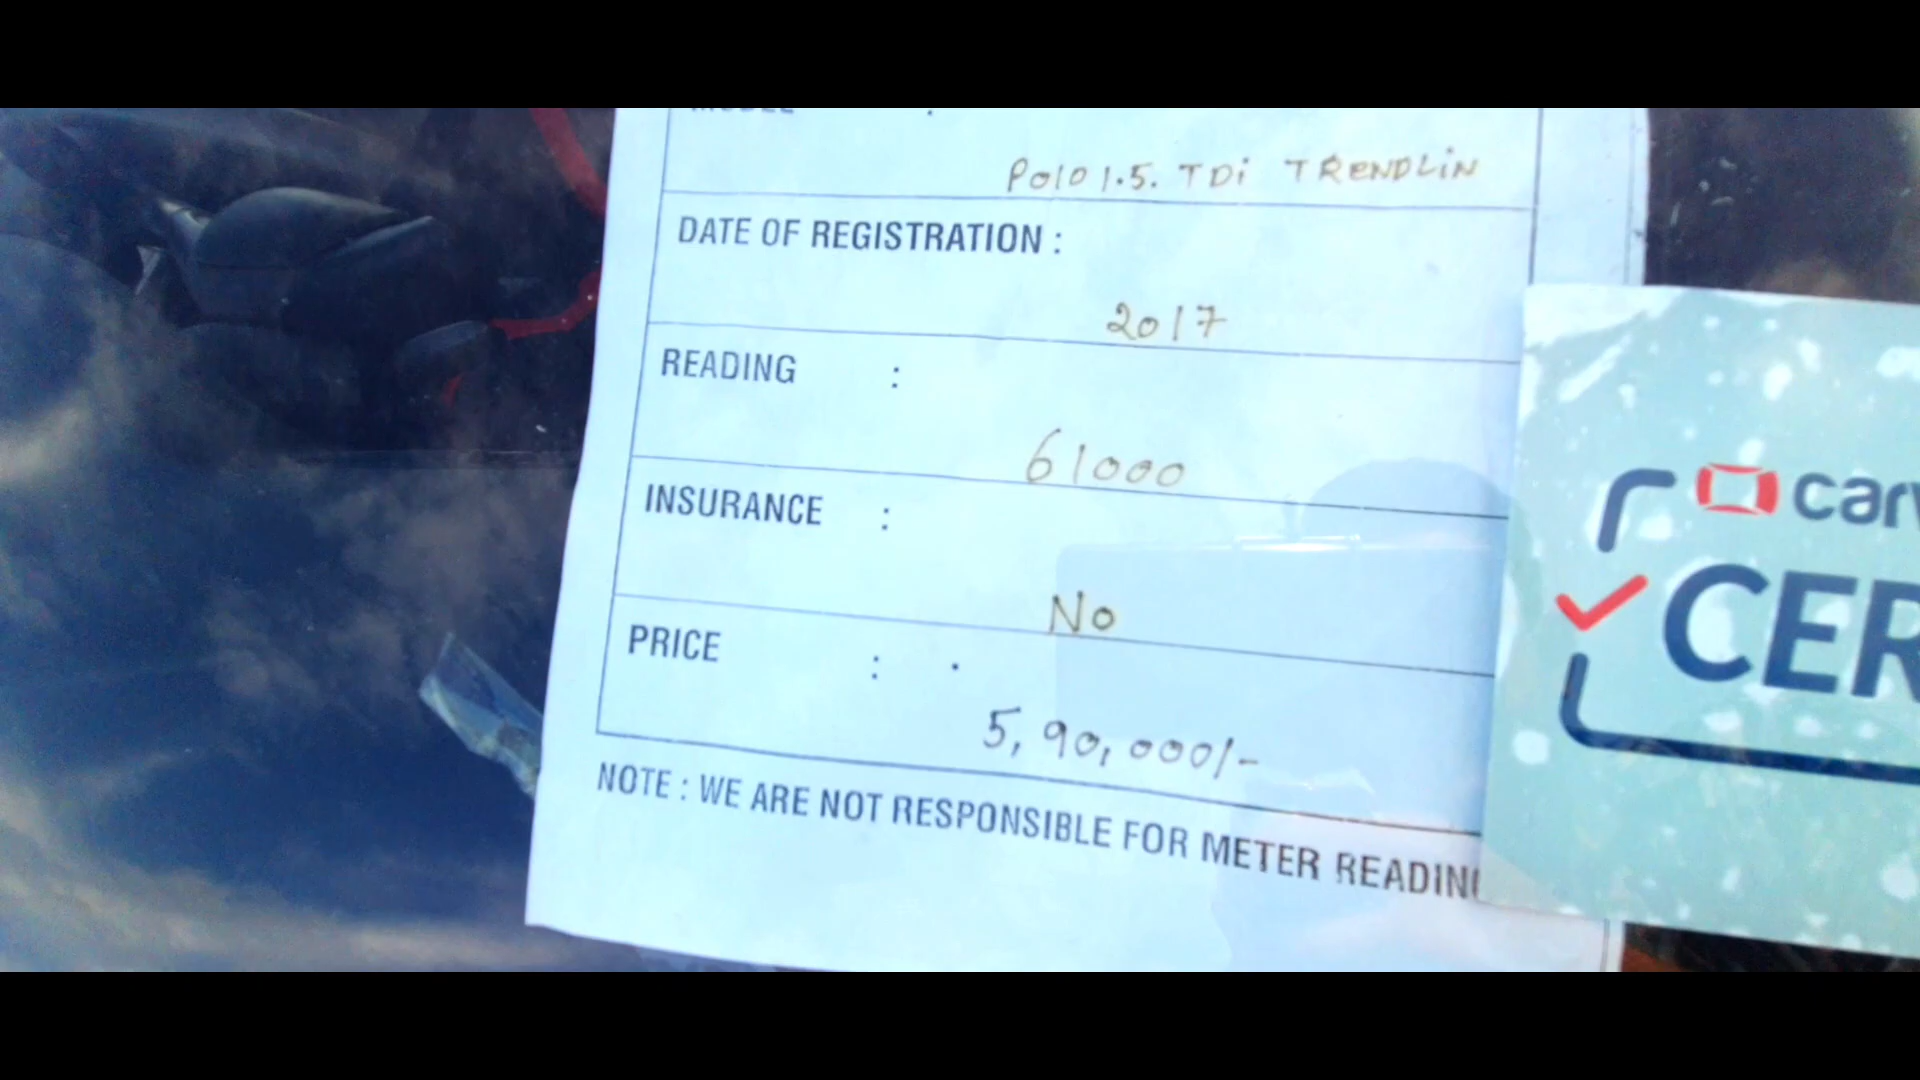 MODEL :
Polo 1.5. TDi TRENDLiN
DATE OF REGISTRATION :
2017
READING :
61000
INSURANCE :
No
PRICE :
5,90,000/-
NOTE : WE ARE NOT RESPONSIBLE FOR METER READIN
car
CER